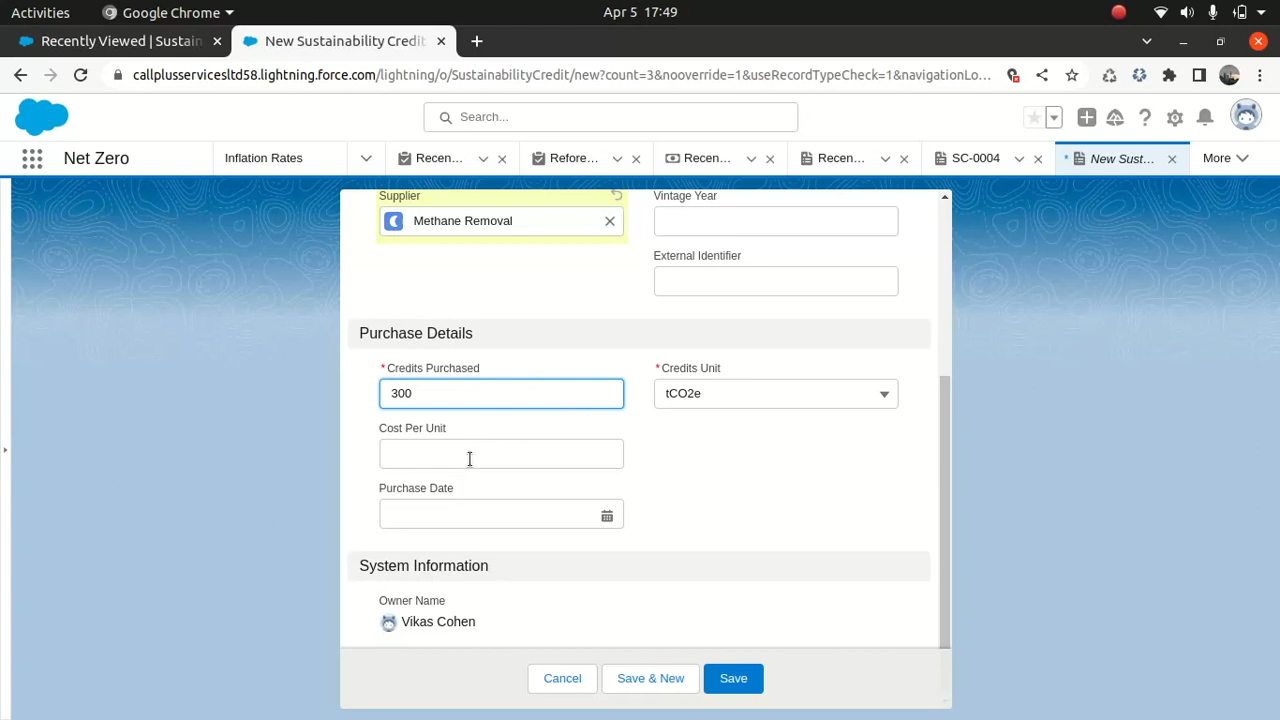 Activities Google Chrome Apr 5 17:49
Recently Viewed | Sustain New Sustainability Credit
callplusservicesltd58.lightning.force.com/lightning/o/SustainabilityCredit/new?count=3&nooverride=1&useRecordTypeCheck=1&navigationLo...
Search...
Net Zero Inflation Rates Recen... Refore... Recen... Recen... SC-0004 * New Sust... More
Supplier Vintage Year
Methane Removal
External Identifier
Purchase Details
*Credits Purchased *Credits Unit
300 tCO2e
Cost Per Unit
Purchase Date
System Information
Owner Name
Vikas Cohen
Cancel Save & New Save